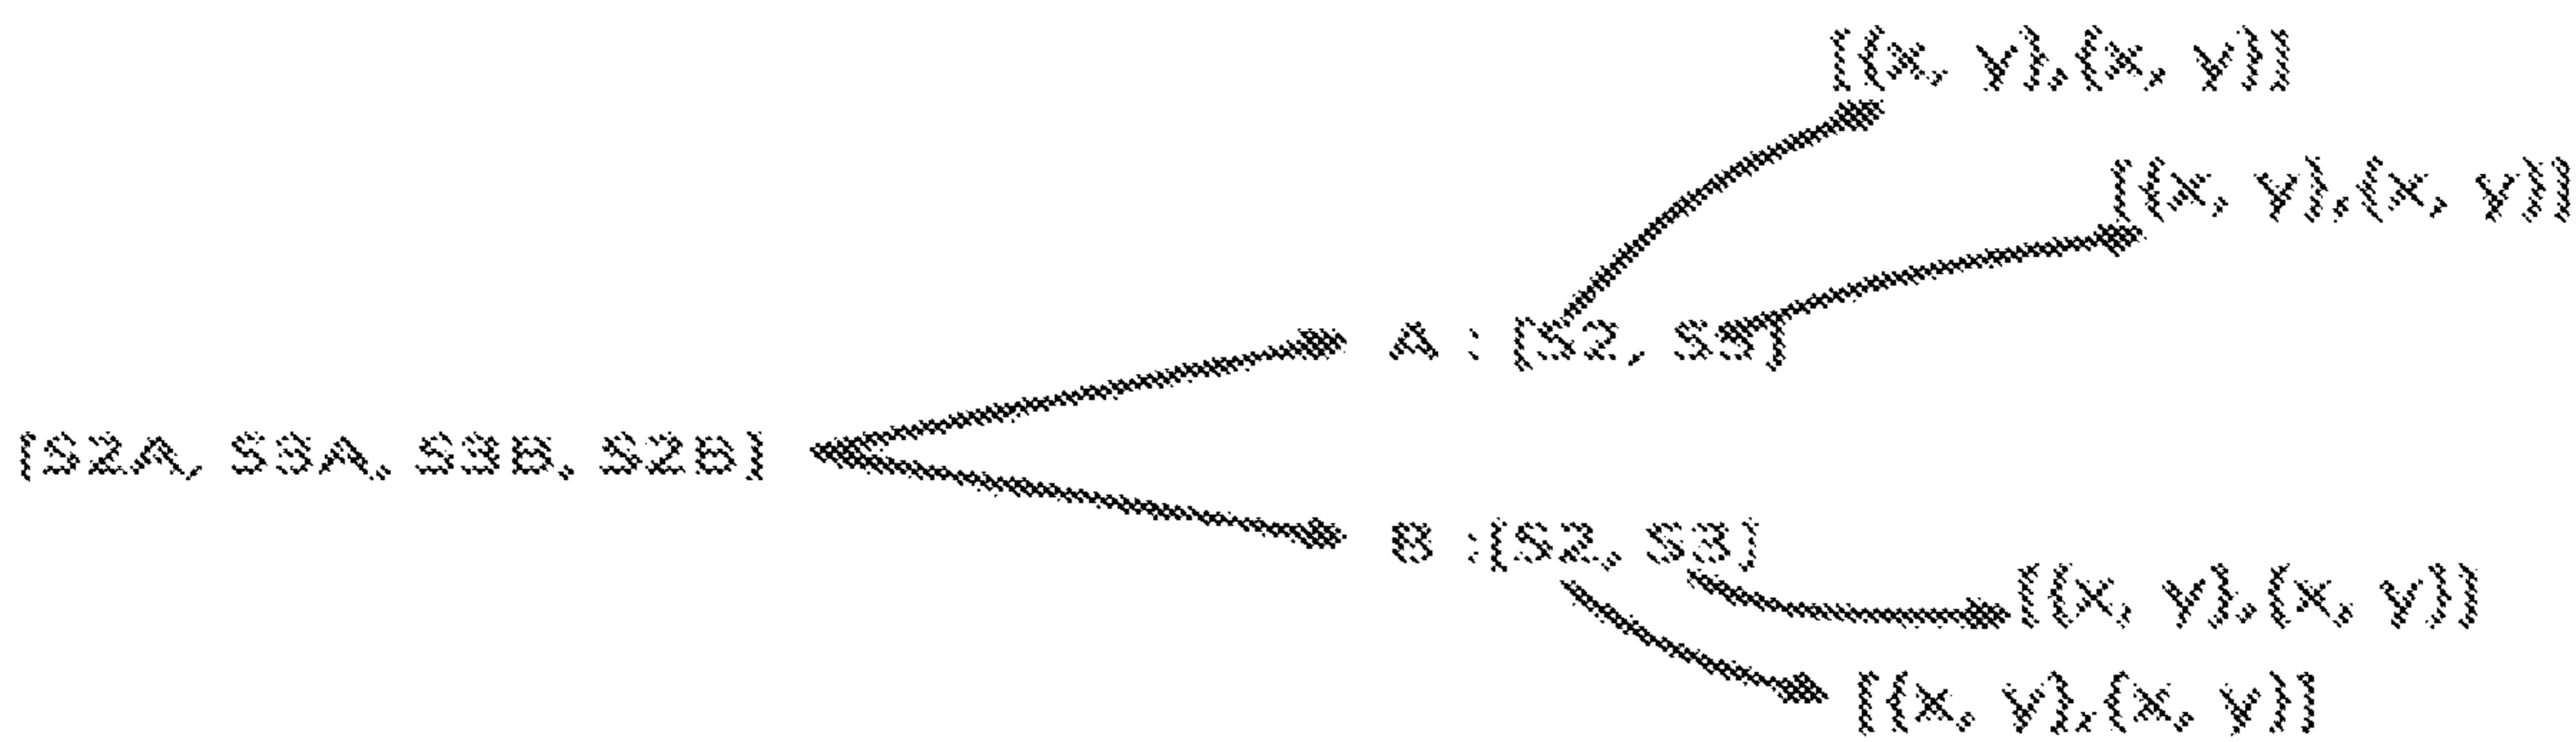 [{x, y},{x, y}]
[{x, y},{x, y}]
A : [S2, S3]
[S2A, S3A, S3B, S2B]
B :[S2, S3]
[{x, y},{x, y}]
[{x, y},{x, y}]